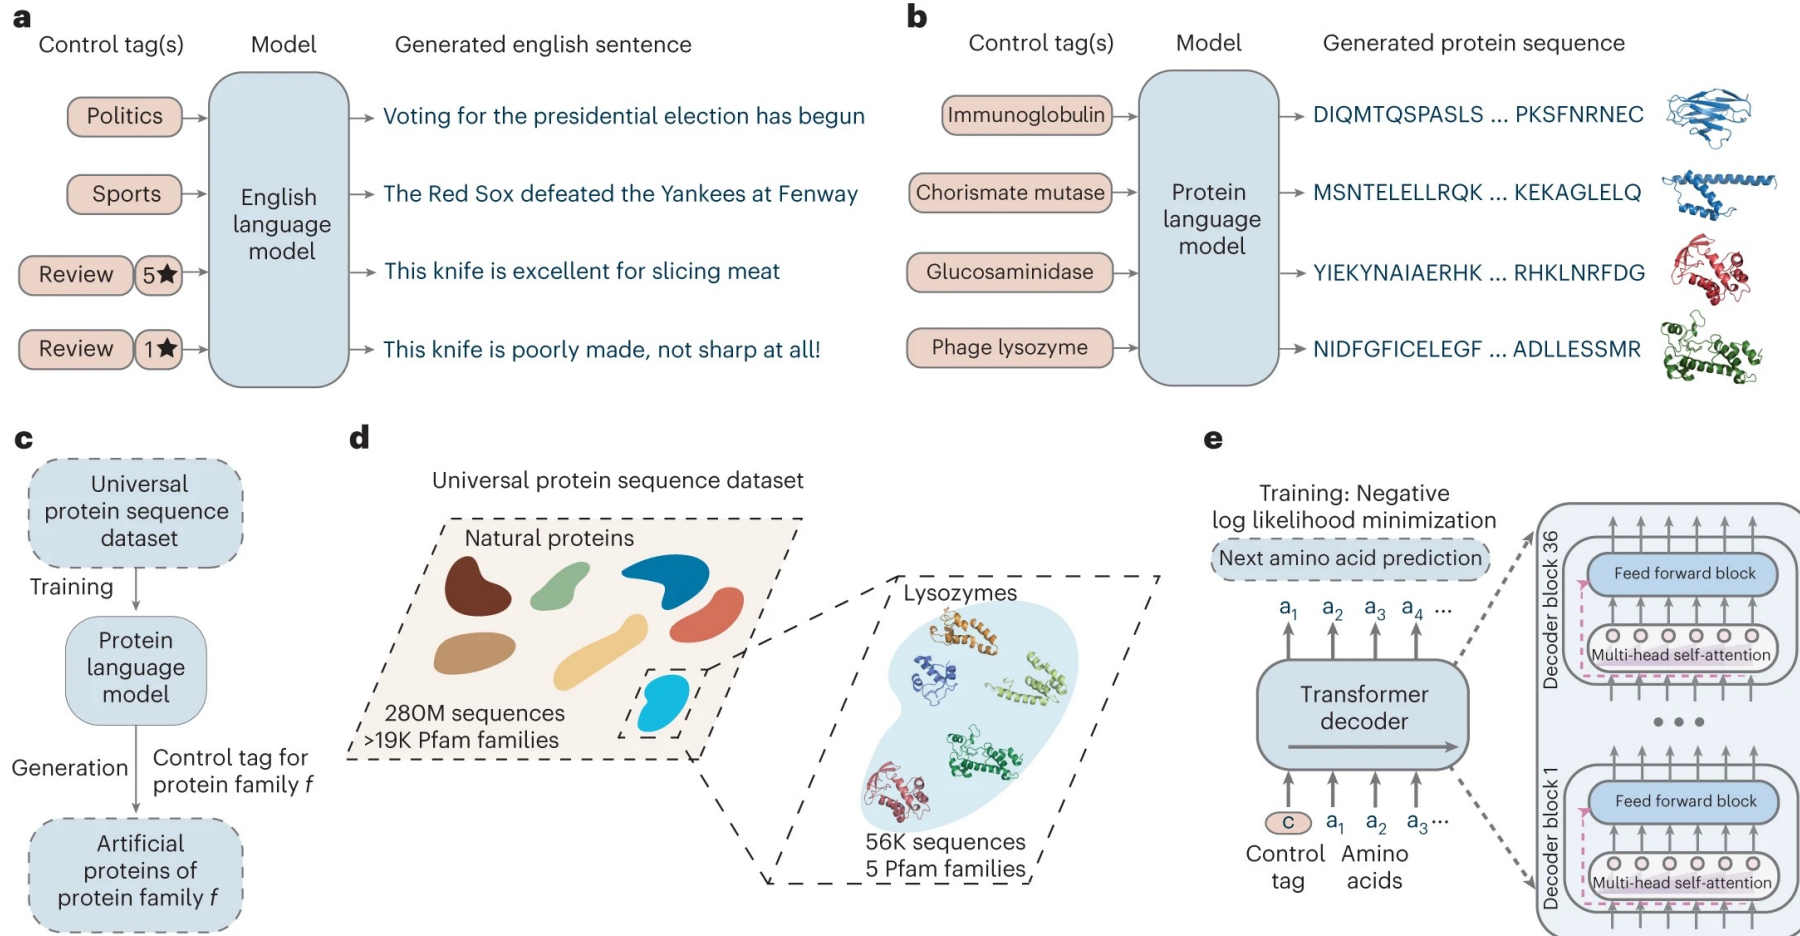 a
Control tag(s)
Model
Generated english sentence
Politics
Sports
Review
5★
Review
1★
English
language
model
Voting for the presidential election has begun
The Red Sox defeated the Yankees at Fenway
This knife is excellent for slicing meat
This knife is poorly made, not sharp at all!
b
Control tag(s)
Model
Generated protein sequence
Immunoglobulin
Chorismate mutase
Glucosaminidase
Phage lysozyme
Protein
language
model
DIQMTQSPASLS ... PKSFNRNEC
MSNTELELLRQK ... KEKAGLELQ
YIEKYNAIAERHK ... RHKLNRFDG
NIDFGFICELEGF ... ADLLESSMR
c
Universal
protein sequence
dataset
Training
Protein
language
model
Generation
Control tag for
protein family f
Artificial
proteins of
protein family f
d
Universal protein sequence dataset
Natural proteins
280M sequences
>19K Pfam families
Lysozymes
56K sequences
5 Pfam families
e
Training: Negative
log likelihood minimization
Next amino acid prediction
a₁ a₂ a₃ a₄ ...
Transformer
decoder
c a₁ a₂ a₃ ...
Control
tag
Amino
acids
Decoder block 36
Feed forward block
Multi-head self-attention
Decoder block 1
Feed forward block
Multi-head self-attention